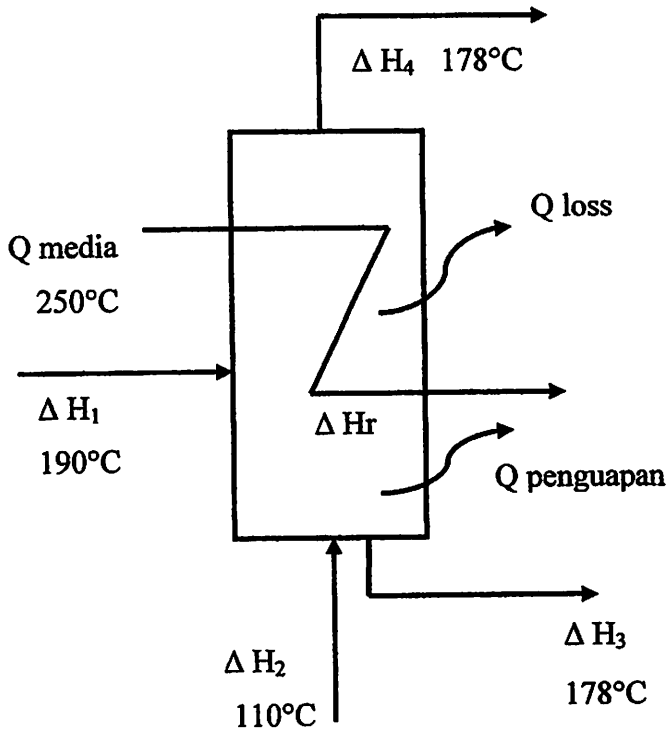 Δ H₄ 178°C
Q loss
Q media
250°C
Δ H₁
190°C
Δ Hr
Q penguapan
Δ H₂
110°C
Δ H₃
178°C